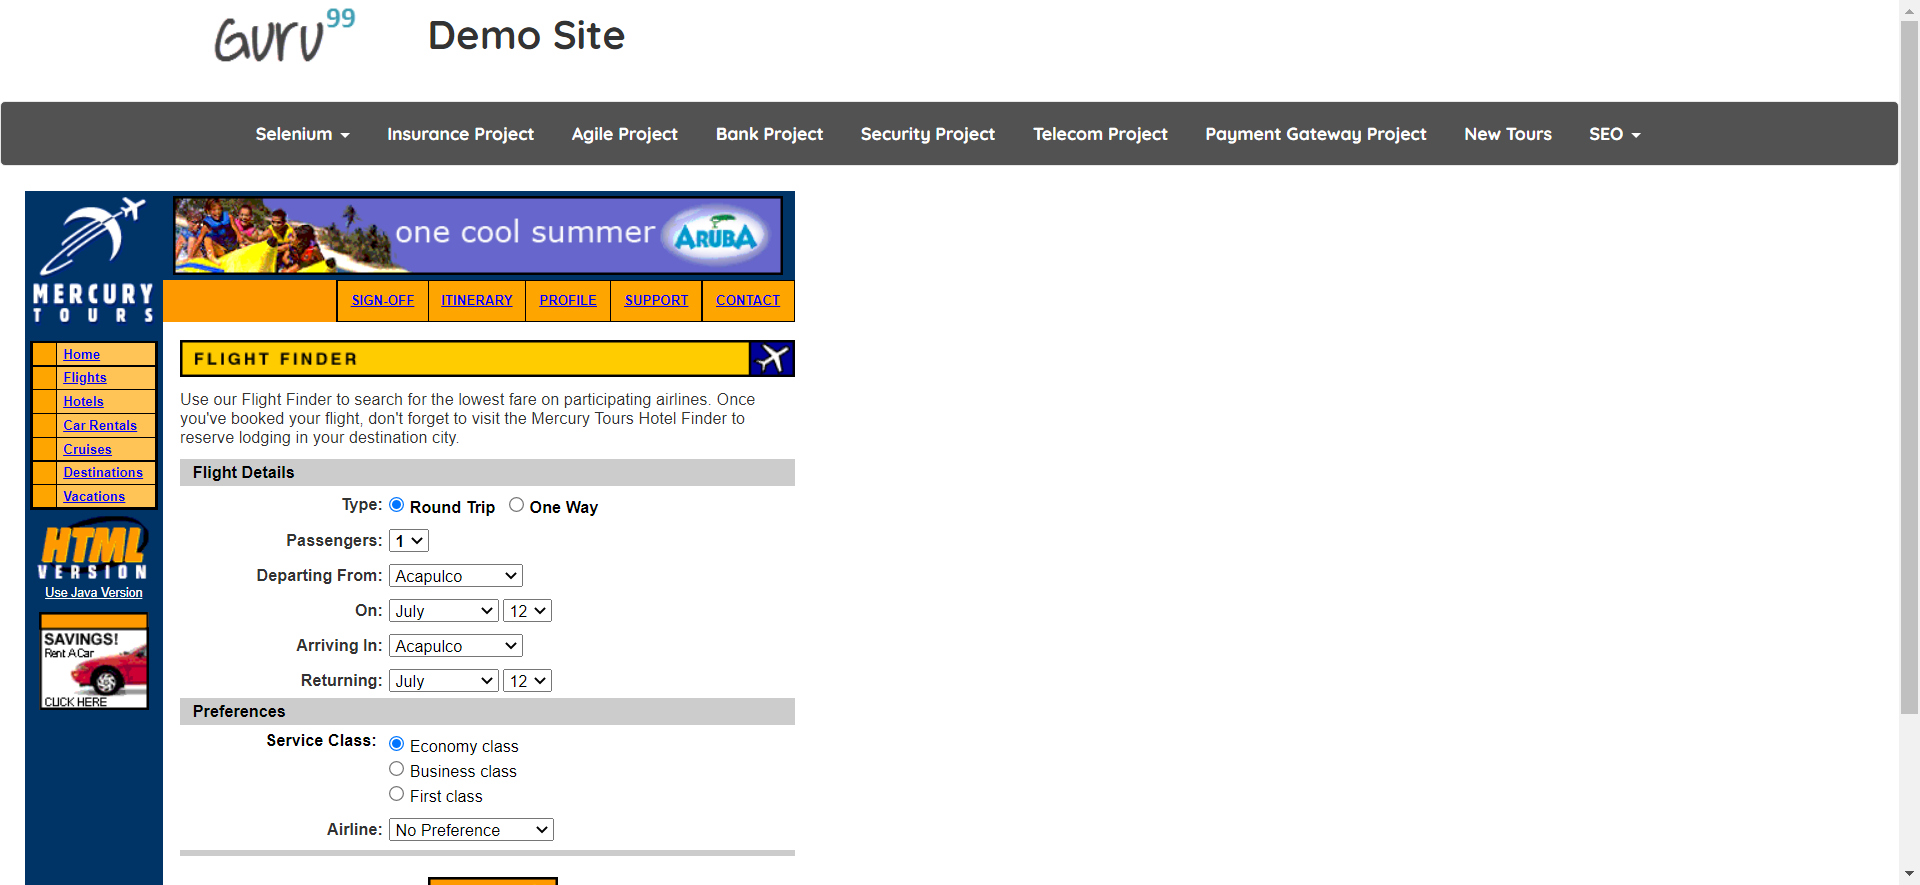 Guru99
Demo Site
Selenium
Insurance Project
Agile Project
Bank Project
Security Project
Telecom Project
Payment Gateway Project
New Tours
SEO
MERCURY
TOURS
one cool summer
ARUBA
SIGN-OFF
ITINERARY
PROFILE
SUPPORT
CONTACT
Home
Flights
Hotels
Car Rentals
Cruises
Destinations
Vacations
HTML
VERSION
Use Java Version
SAVINGS!
Rent A Car
CLICK HERE
FLIGHT FINDER
Use our Flight Finder to search for the lowest fare on participating airlines. Once
you've booked your flight, don't forget to visit the Mercury Tours Hotel Finder to
reserve lodging in your destination city.
Flight Details
Type: Round Trip One Way
Passengers: 1
Departing From: Acapulco
On: July 12
Arriving In: Acapulco
Returning: July 12
Preferences
Service Class: Economy class
Business class
First class
Airline: No Preference